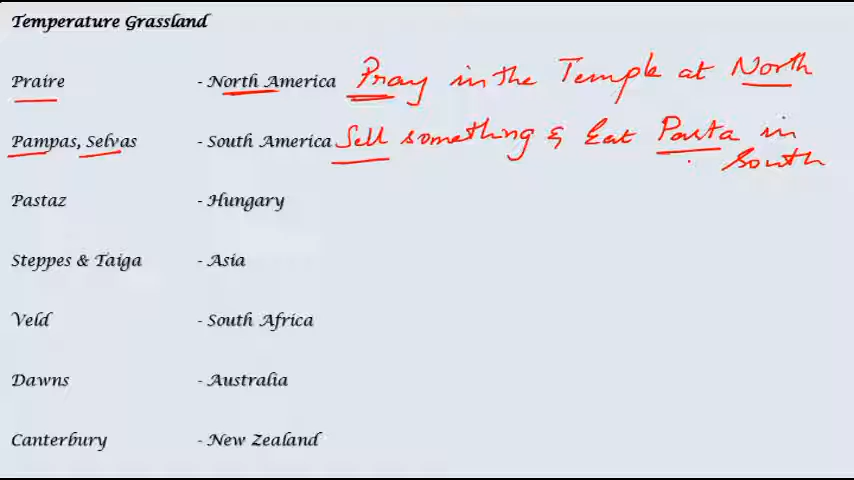 Temperature Grassland
Praire - North America Pray in the Temple at North
Pampas, Selvas - South America Sell something & Eat Pasta in
South
Pastaz - Hungary
Steppes & Taiga - Asia
Veld - South Africa
Dawns - Australia
Canterbury - New Zealand